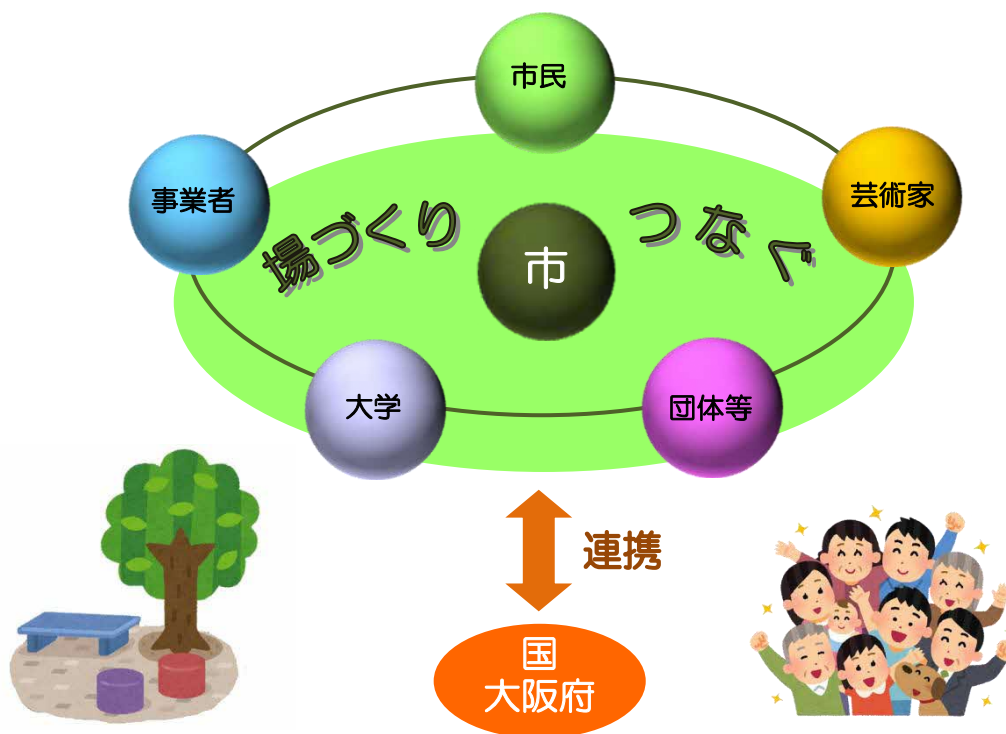 市民
事業者
芸術家
場づくり
つなぐ
市
大学
団体等
連携
国
大阪府